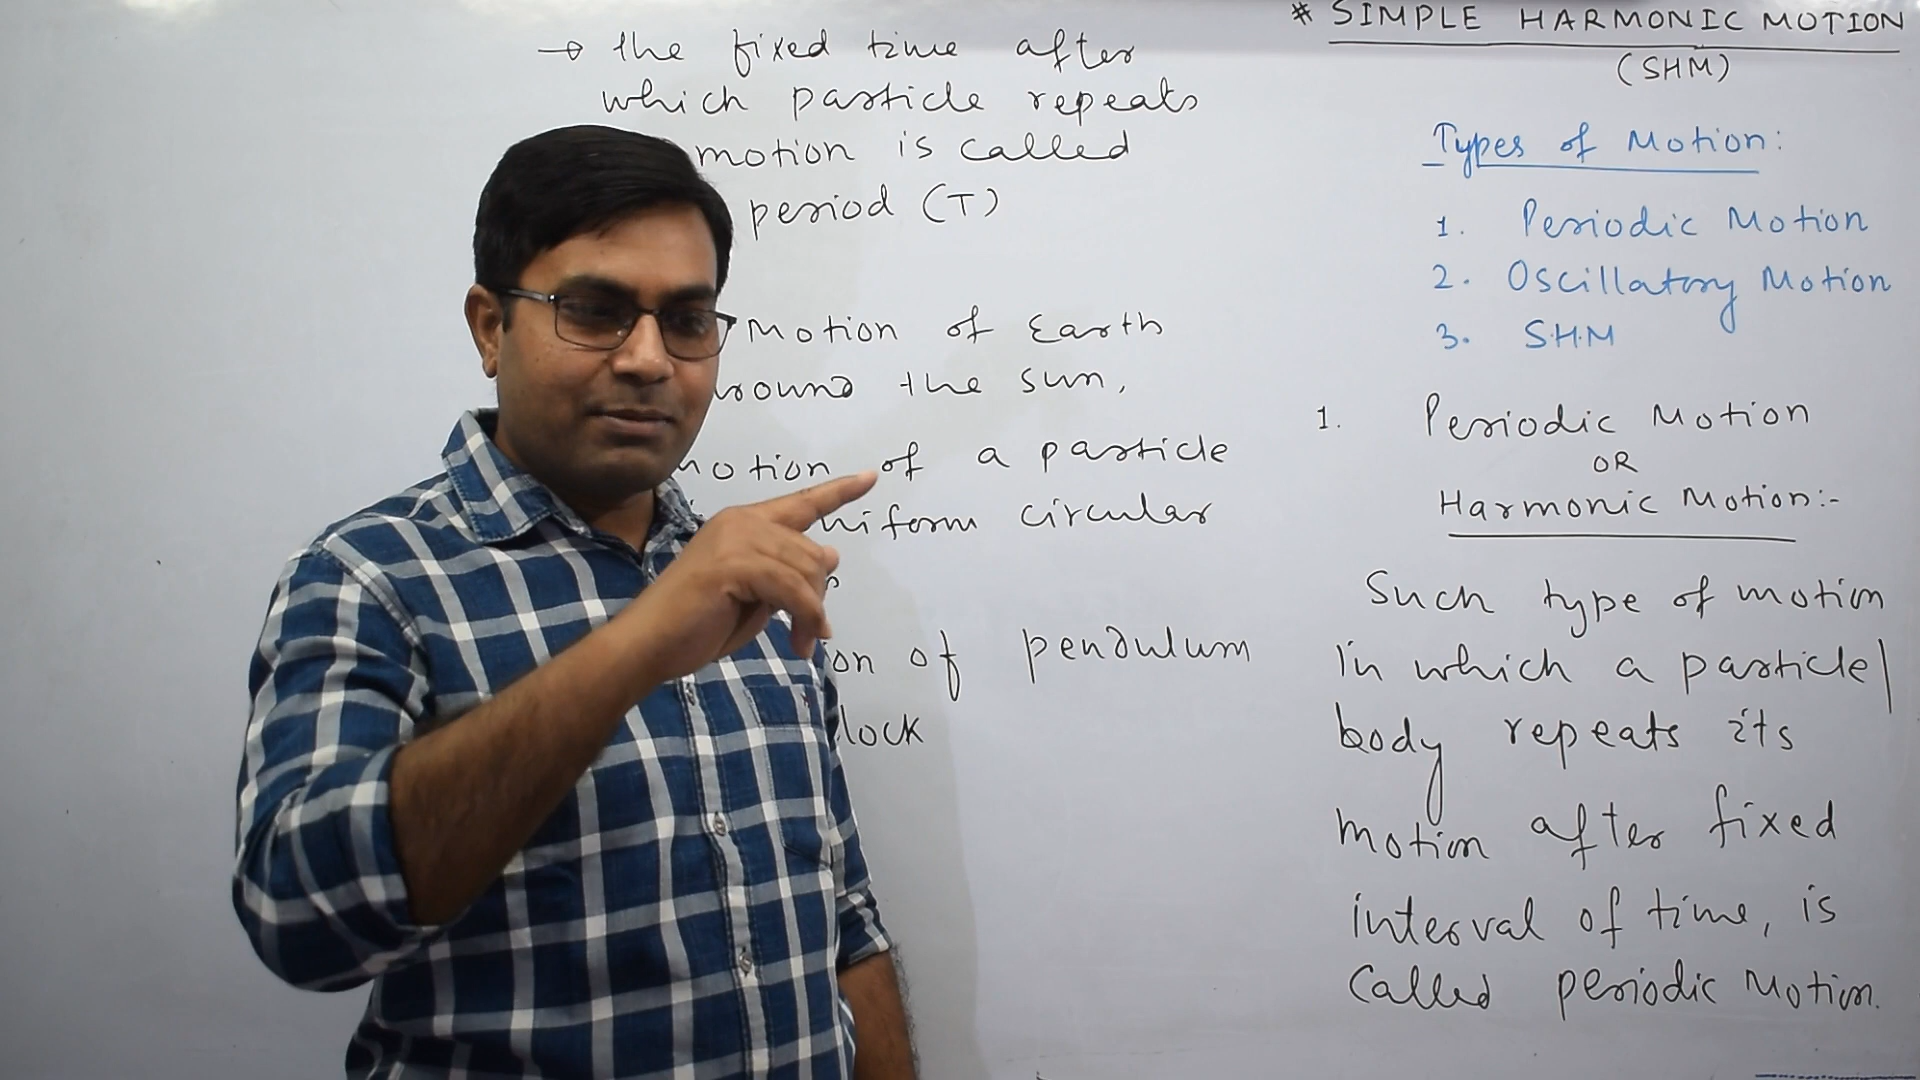 → the fixed time after
which particle repeats
motion is called
period (T)
Motion of Earth
the sun,
motion of a particle
circular
of pendulum
# SIMPLE HARMONIC MOTION
(SHM)
Types of Motion:
1. Periodic Motion
2. Oscillatory Motion
3. S.H.M
1. Periodic Motion
OR
Harmonic Motion:-
Such type of motion
in which a particle/
body repeats its
motion after fixed
interval of time, is
Called periodic Motion.